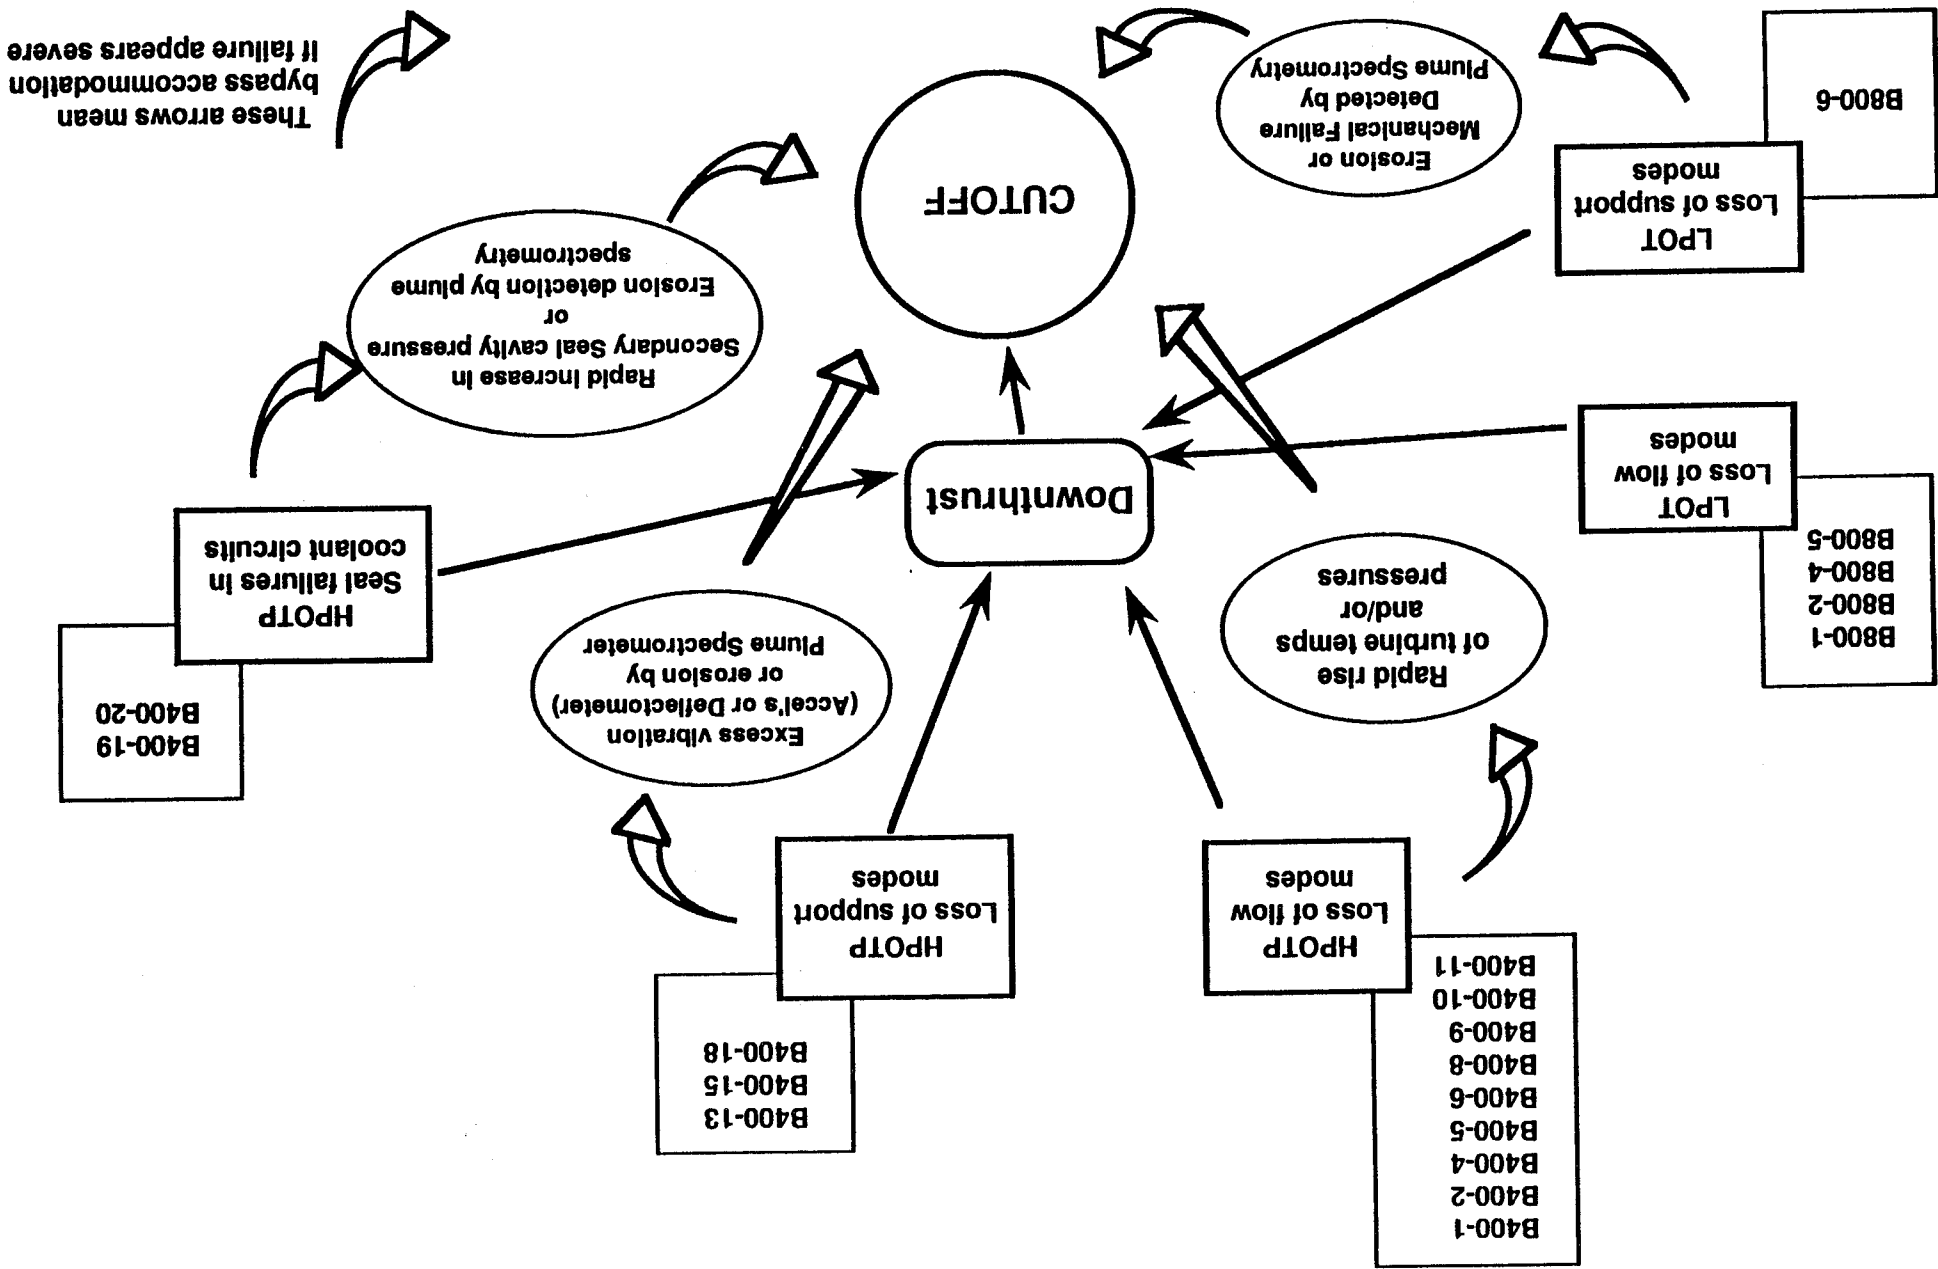 B400-1
B400-2
B400-4
B400-5
B400-6
B400-8
B400-9
B400-10
B400-11
HPOTP
Loss of flow
modes
B400-13
B400-15
B400-18
HPOTP
Loss of support
modes
B400-19
B400-20
HPOTP
Seal failures in
coolant circuits
B800-1
B800-2
B800-4
B800-5
LPOT
Loss of flow
modes
Rapid rise
of turbine temps
and/or
pressures
Excess vibration
(Accel's or Deflectometer)
or erosion by
Plume Spectrometer
Downthrust
Rapid Increase in
Secondary Seal cavity pressure
or
Erosion detection by plume
spectrometry
LPOT
Loss of support
modes
B800-6
Erosion or
Mechanical Failure
Detected by
Plume Spectrometry
CUTOFF
These arrows mean
bypass accommodation
If failure appears severe